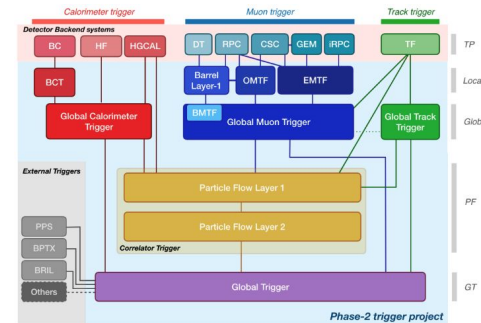 Calorimeter trigger
Muon trigger
Track trigger
Detector Backend systems
BC
HF
HGCAL
DT
RPC
CSC
GEM
iRPC
TF
TP
BCT
Barrel
Layer-1
OMTF
EMTF
Loca
Global Calorimeter
Trigger
BMTF
Global Muon Trigger
Global Track
Trigger
Glob
External Triggers
Particle Flow Layer 1
PF
PPS
Particle Flow Layer 2
BPTX
Correlator Trigger
BRIL
Others
Global Trigger
GT
Phase-2 trigger project